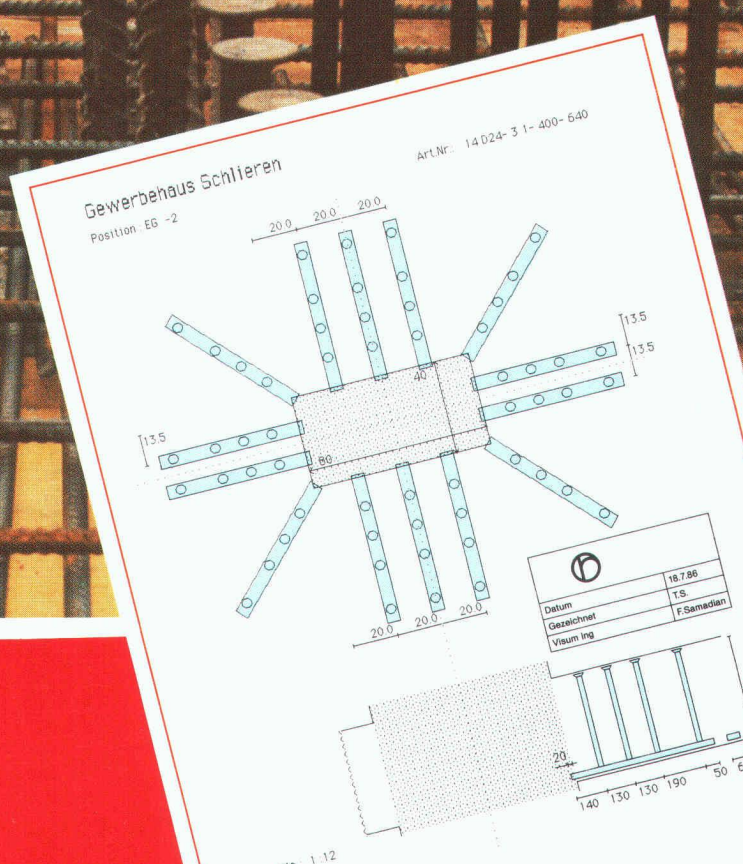 Gewerbehaus Schlieren
Art.Nr: 14D24-3 1-400-640
Position EG -2
20.0 20.0 20.0
13.5
13.5
40
13.5
80
20.0 20.0 20.0
Datum 18.7.86
Gezeichnet T.S.
Visum Ing F.Samadian
20
140 130 130 190 50
1:12